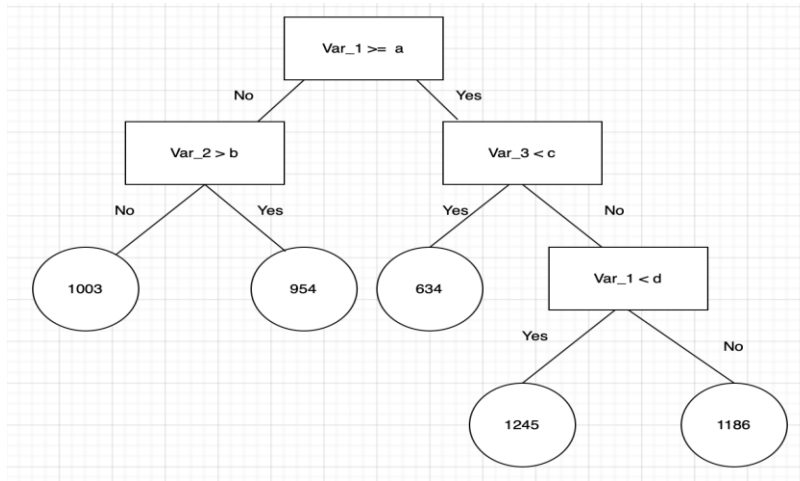 Var_1 >= a
No
Yes
Var_2 > b
Var_3 < c
No
Yes
Yes
No
1003
954
634
Var_1 < d
Yes
No
1245
1186